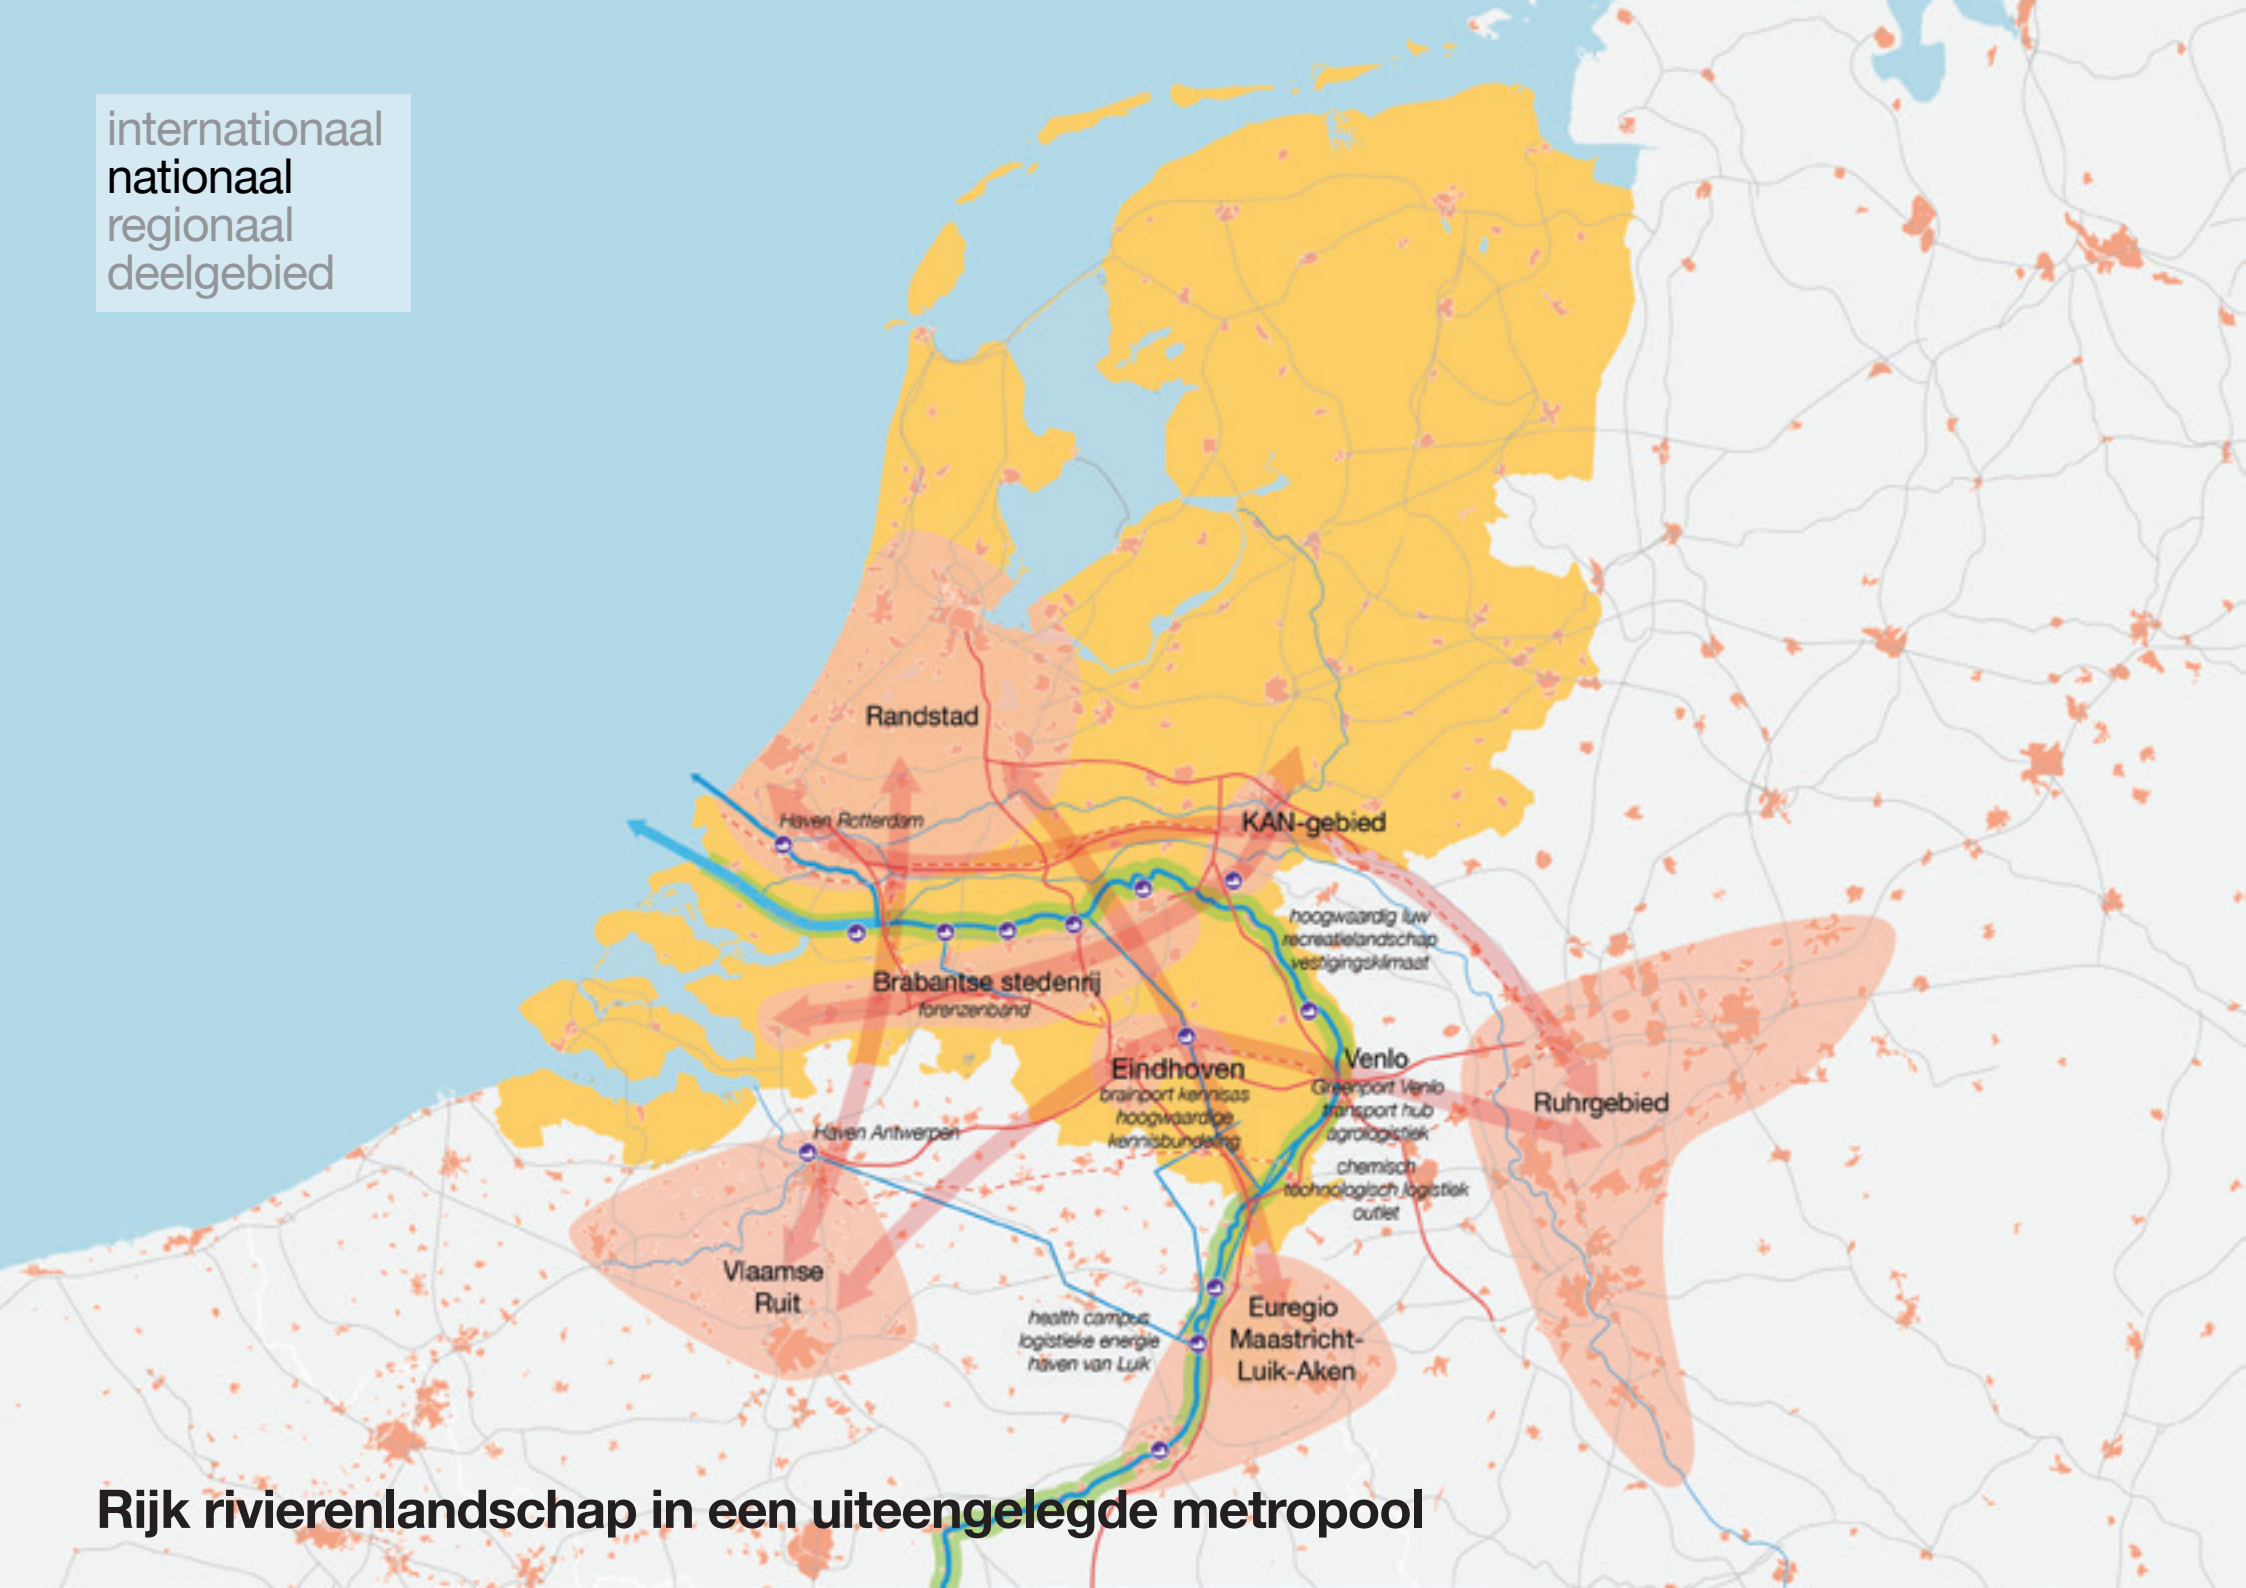 internationaal
nationaal
regionaal
deelgebied
Randstad
Haven Rotterdam
KAN-gebied
hoogwaardig luw
recreatielandschap
vestigingsklimaat
Brabantse stedenrij
forenzenband
Eindhoven
brainport kennisas
hoogwaardige
kennisbundeling
Venlo
Greenport Venlo
transport hub
agrologistiek
Ruhrgebied
Haven Antwerpen
chemisch
technologisch logistiek
outlet
Vlaamse
Ruit
health campus
logistieke energie
haven van Luik
Euregio
Maastricht-
Luik-Aken
Rijk rivierenlandschap in een uiteengelegde metropool